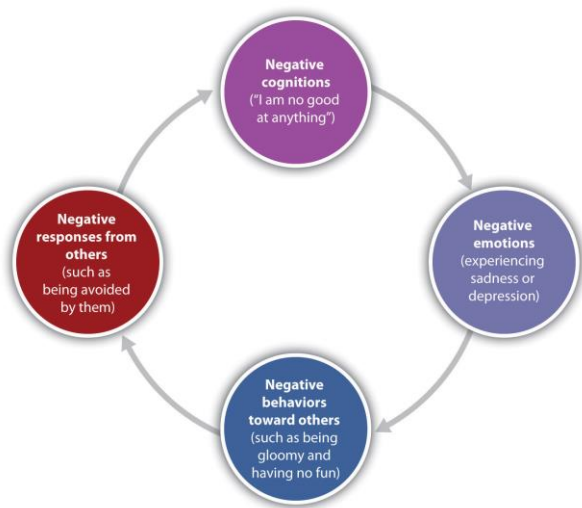 Negative
cognitions
("I am no good
at anything")
Negative
emotions
(experiencing
sadness or
depression)
Negative
behaviors
toward others
(such as being
gloomy and
having no fun)
Negative
responses from
others
(such as
being avoided
by them)